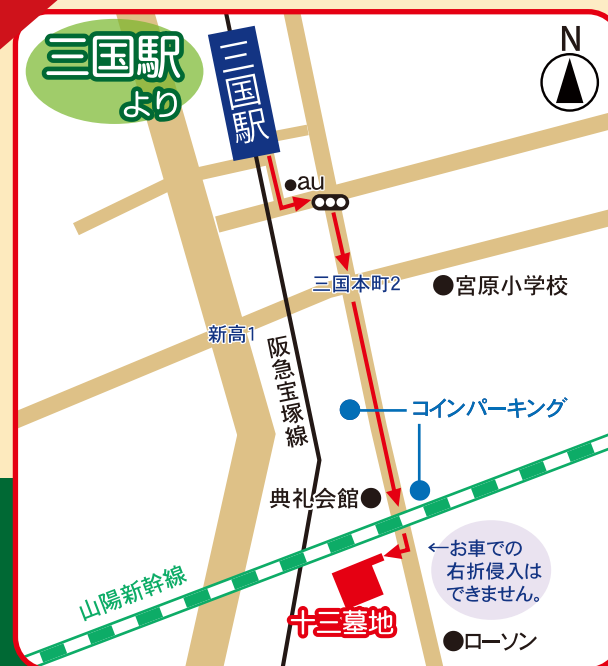 三国駅
より
三国駅
N
au
三国本町2
宮原小学校
新高1
阪急宝塚線
コインパーキング
典礼会館
←お車での
右折侵入は
できません。
山陽新幹線
十三墓地
ローソン